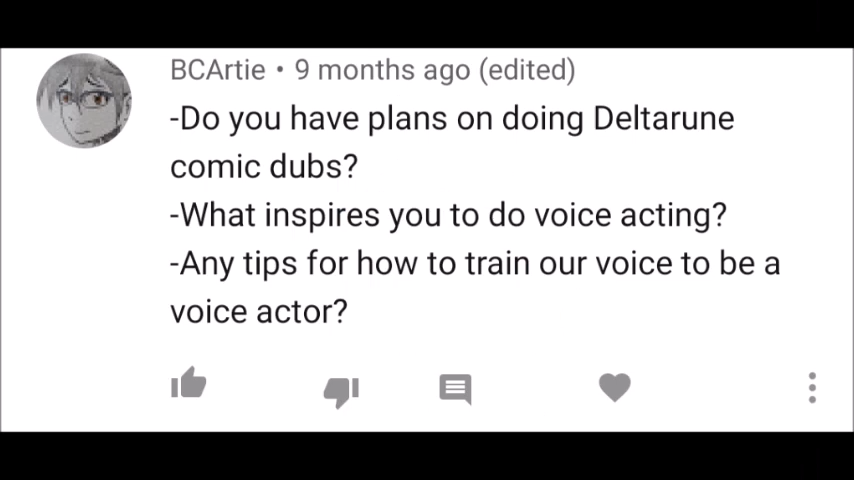 BCArtie • 9 months ago (edited)
-Do you have plans on doing Deltarune
comic dubs?
-What inspires you to do voice acting?
-Any tips for how to train our voice to be a
voice actor?